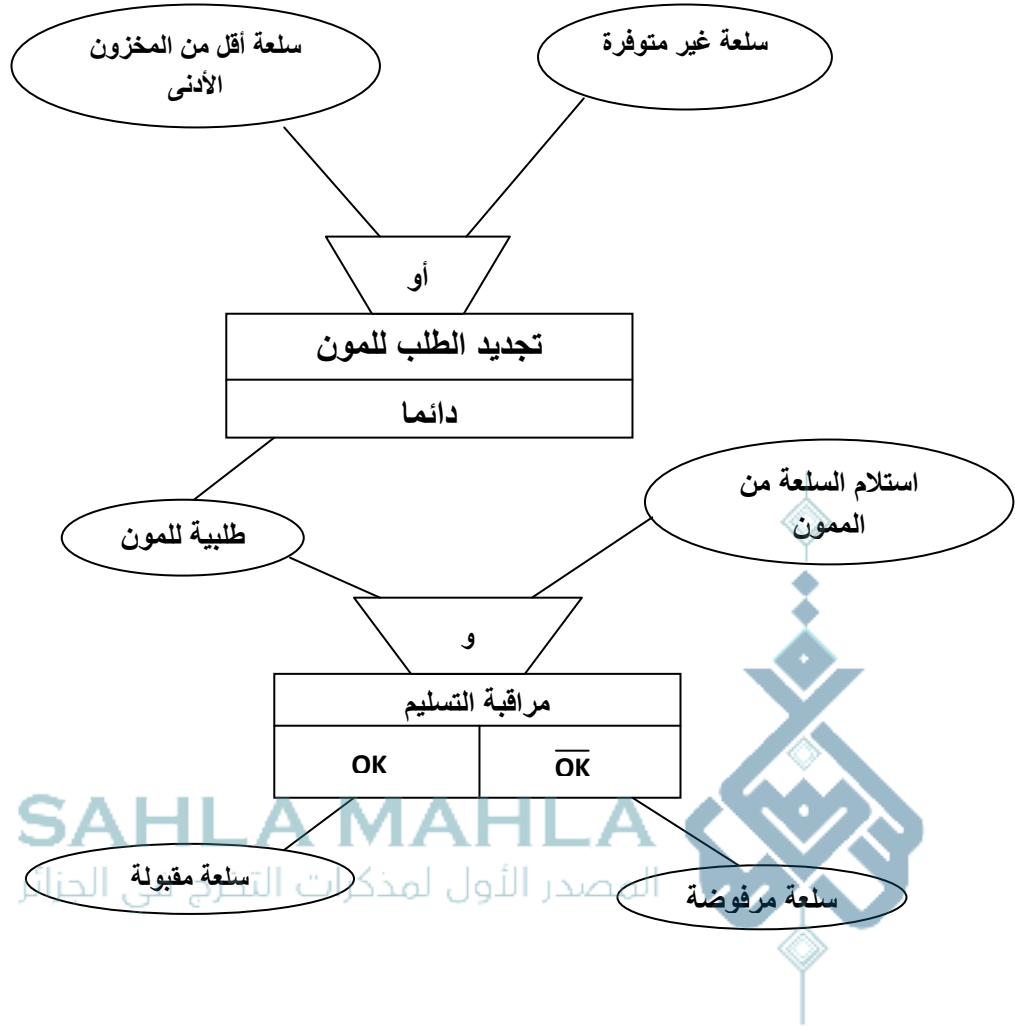 سلعة غير متوفرة
سلعة أقل من المخزون
الأدنى
أو
تجديد الطلب للمون
دائما
استلام السلعة من
الممون
طلبية للمون
و
مراقبة التسليم
OK
O̅K̅
SAHLA MAHLA
المصدر الأول لمذكرات التخرج في الجزائر
سلعة مقبولة
سلعة مرفوضة